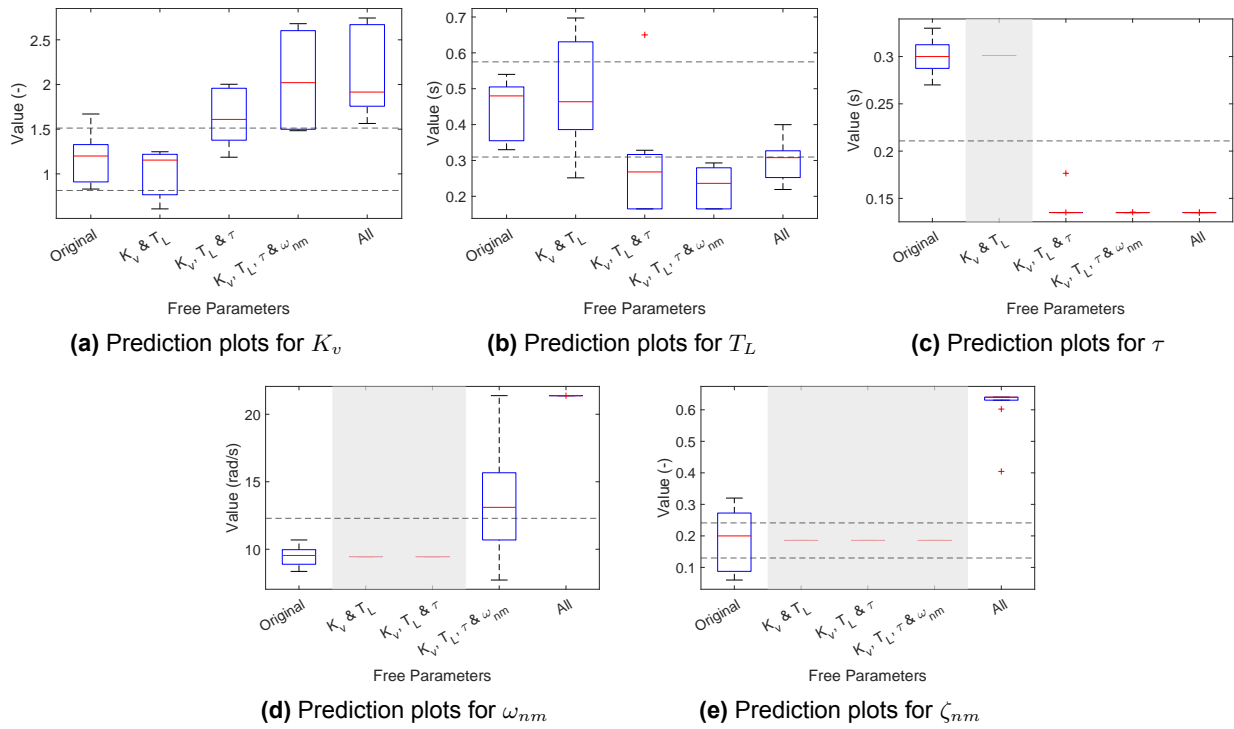 2.5
2
1.5
1
Value (-)
Original
K_v & T_L
K_v, T_L & τ
K_v, T_L, τ & ω_nm
All
Free Parameters
(a) Prediction plots for K_v
0.7
0.6
0.5
0.4
0.3
0.2
Value (s)
Original
K_v & T_L
K_v, T_L & τ
K_v, T_L, τ & ω_nm
All
Free Parameters
(b) Prediction plots for T_L
0.3
0.25
0.2
0.15
Value (s)
Original
K_v & T_L
K_v, T_L & τ
K_v, T_L, τ & ω_nm
All
Free Parameters
(c) Prediction plots for τ
20
15
10
Value (rad/s)
Original
K_v & T_L
K_v, T_L & τ
K_v, T_L, τ & ω_nm
All
Free Parameters
(d) Prediction plots for ω_nm
0.6
0.5
0.4
0.3
0.2
0.1
Value (-)
Original
K_v & T_L
K_v, T_L & τ
K_v, T_L, τ & ω_nm
All
Free Parameters
(e) Prediction plots for ζ_nm